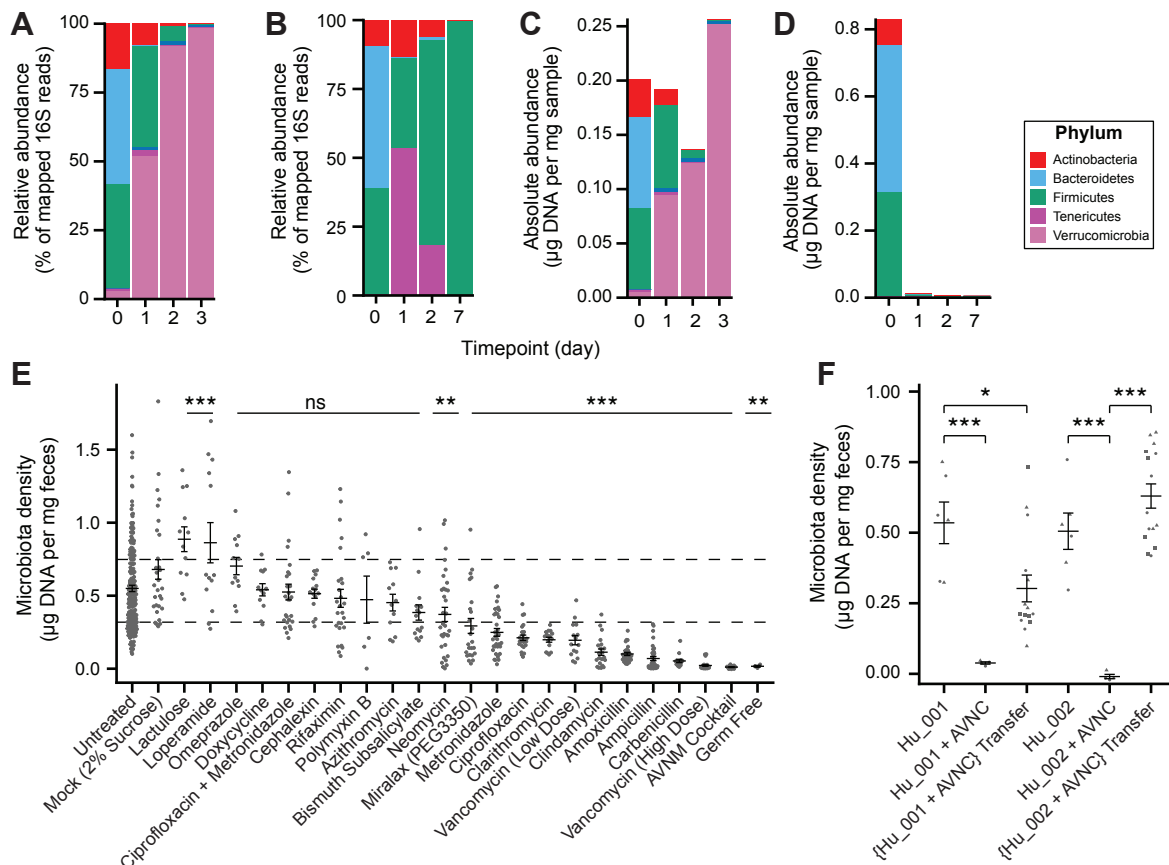 A
B
C
D
Relative abundance
(% of mapped 16S reads)
100
75
50
25
0
0 1 2 3
Relative abundance
(% of mapped 16S reads)
100
75
50
25
0
0 1 2 7
Absolute abundance
(µg DNA per mg sample)
0.25
0.20
0.15
0.10
0.05
0.00
0 1 2 3
Absolute abundance
(µg DNA per mg sample)
0.8
0.6
0.4
0.2
0.0
0 1 2 7
Phylum
Actinobacteria
Bacteroidetes
Firmicutes
Tenericutes
Verrucomicrobia
Timepoint (day)
E
Microbiota density
(µg DNA per mg feces)
1.5
1.0
0.5
0.0
*** ns ** *** **
Untreated
Mock (2% Sucrose)
Lactulose
Loperamide
Omeprazole
Doxycycline
Ciprofloxacin + Metronidazole
Cephalexin
Rifaximin
Polymyxin B
Azithromycin
Bismuth Subsalicylate
Neomycin
Miralax (PEG3350)
Metronidazole
Ciprofloxacin
Clarithromycin
Vancomycin (Low Dose)
Clindamycin
Amoxicillin
Ampicillin
Carbenicillin
Vancomycin (High Dose)
AVNM Cocktail
Germ Free
F
Microbiota density
(µg DNA per mg feces)
1.00
0.75
0.50
0.25
0.00
*
***
***
***
Hu_001
Hu_001 + AVNC
{Hu_001 + AVNC} Transfer
Hu_002
Hu_002 + AVNC
{Hu_002 + AVNC} Transfer